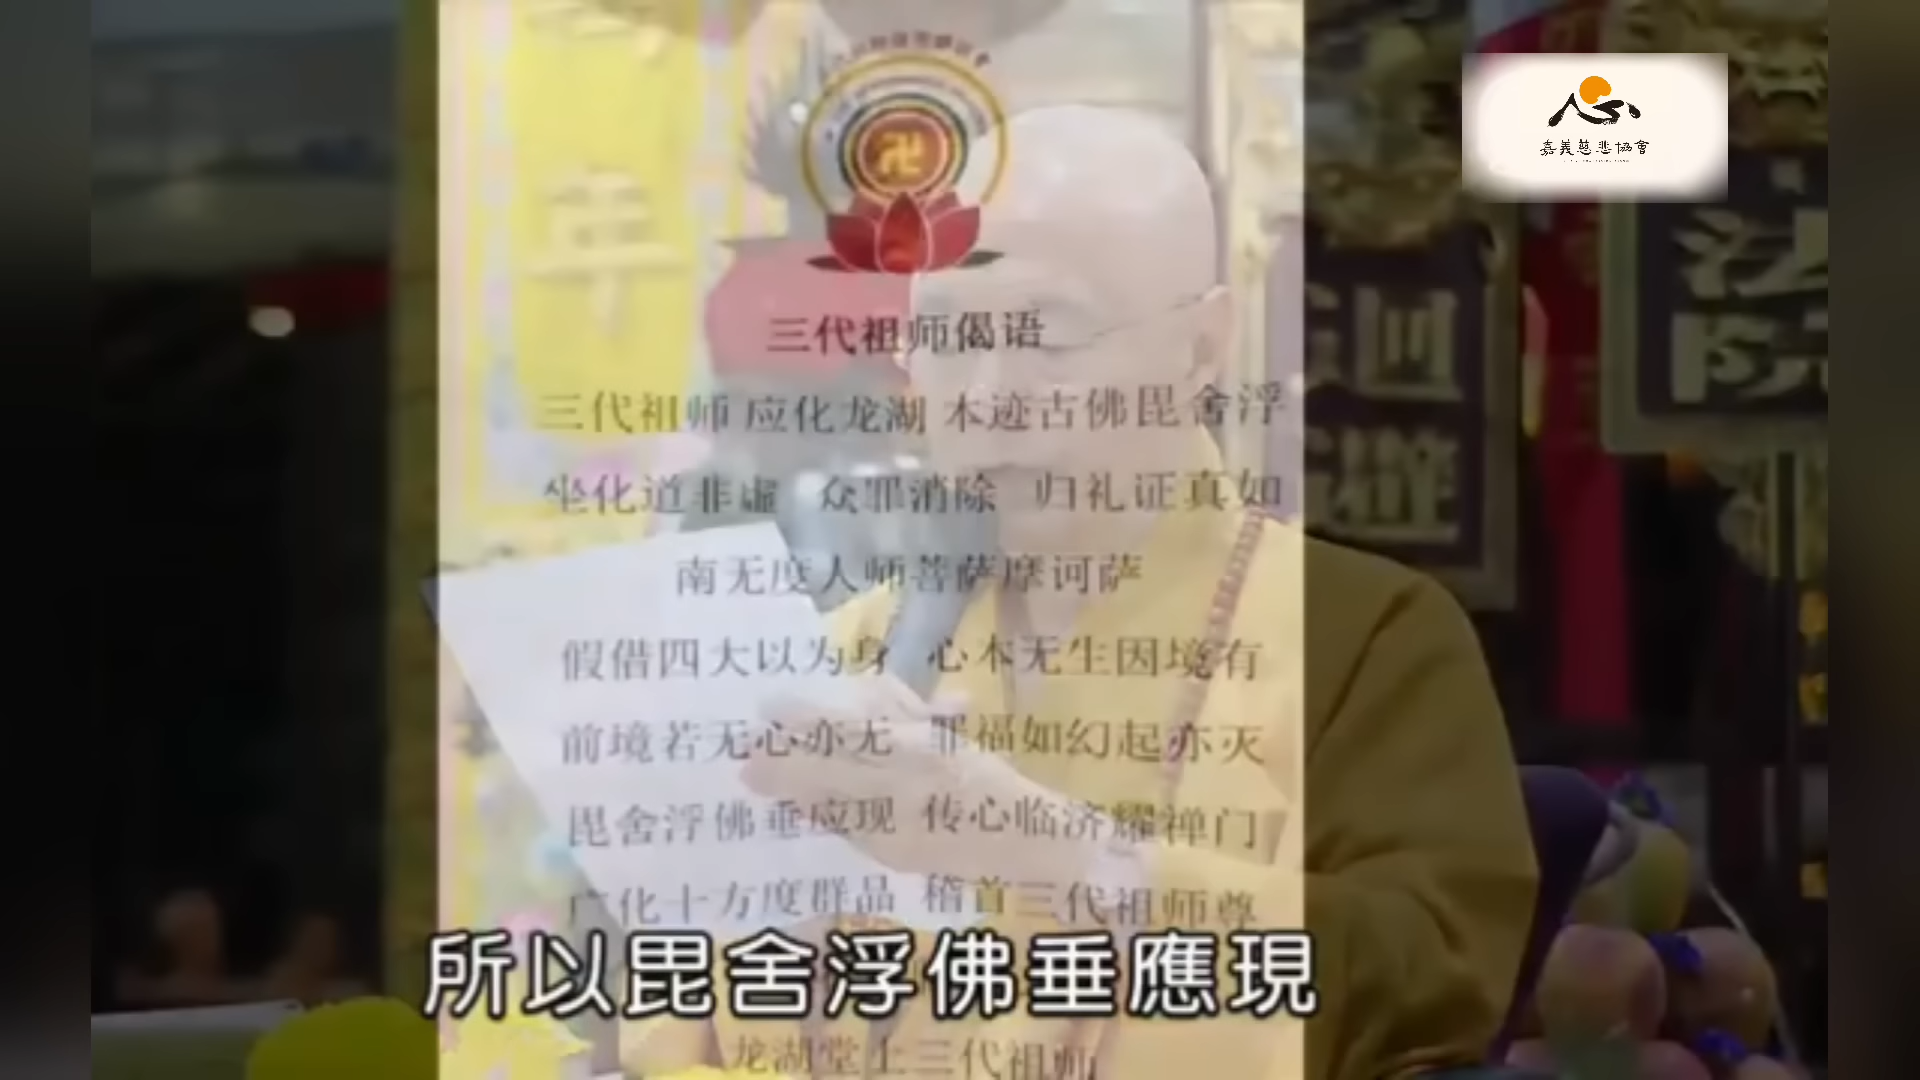 嘉義慈悲協會
年
三代祖师偈语
三代祖师 应化龙湖 本迹古佛毘舍浮
坐化道非虚 众罪消除 归礼证真如
南无度人师菩萨摩诃萨
假借四大以为身 心本无生因境有
前境若无心亦无 罪福如幻起亦灭
毘舍浮佛垂应现 传心临济耀禅门
广化十方度群品 稽首三代祖师尊
所以毘舍浮佛垂應現
龙湖堂上三代祖师
法
院
迴
避